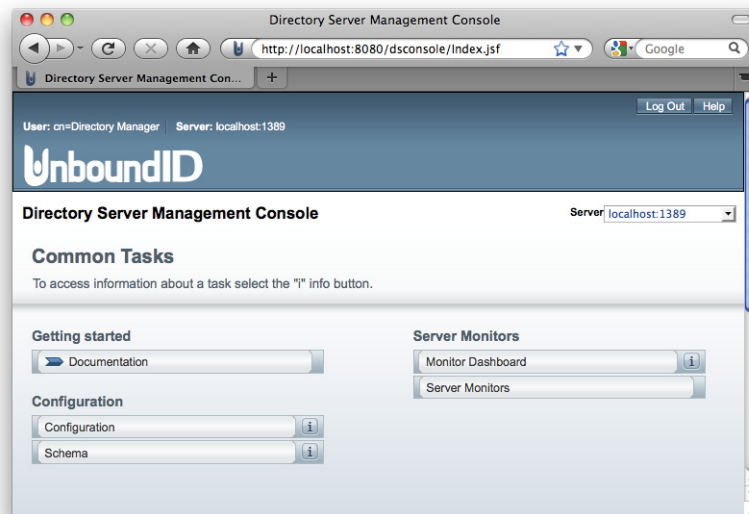 Directory Server Management Console
http://localhost:8080/dsconsole/Index.jsf
Google
Directory Server Management Con...
+
Log Out Help
User: cn=Directory Manager Server: localhost:1389
UnboundID
Directory Server Management Console
Server localhost:1389
Common Tasks
To access information about a task select the "i" info button.
Getting started
Documentation
Configuration
Configuration i
Schema i
Server Monitors
Monitor Dashboard i
Server Monitors